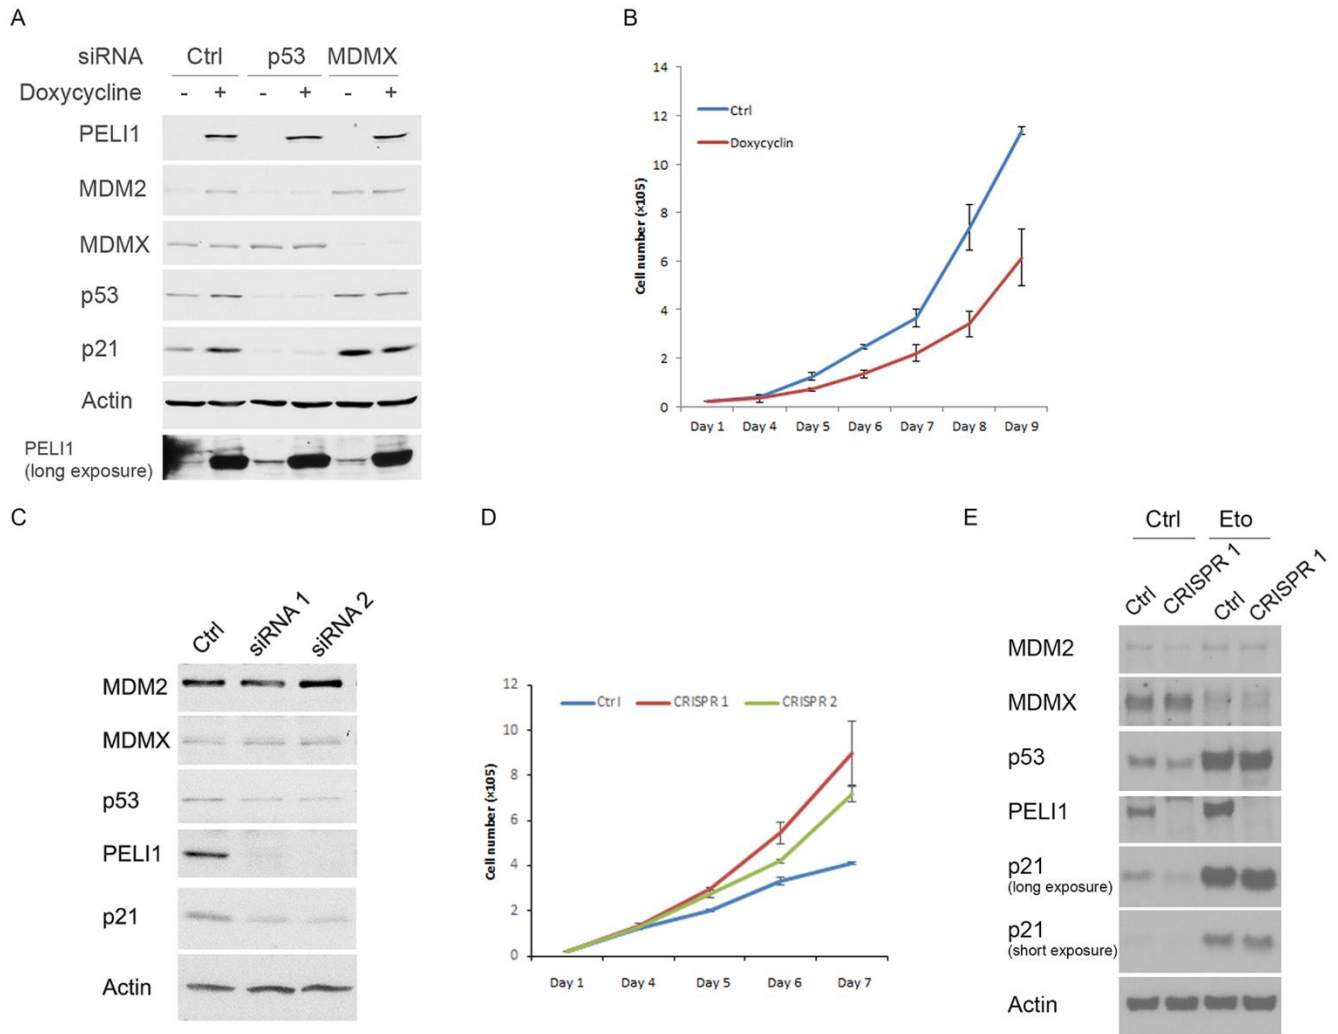 A
siRNA Ctrl p53 MDMX
Doxycycline - + - + - +
PELI1
MDM2
MDMX
p53
p21
Actin
PELI1
(long exposure)
B
14
12
10
8
6
4
2
0
Cell number (×105)
Ctrl
Doxycyclin
Day 1 Day 4 Day 5 Day 6 Day 7 Day 8 Day 9
C
Ctrl siRNA 1 siRNA 2
MDM2
MDMX
p53
PELI1
p21
Actin
D
12
10
8
6
4
2
0
Cell number (×105)
Ctrl CRISPR 1 CRISPR 2
Day 1 Day 4 Day 5 Day 6 Day 7
E
Ctrl Eto
Ctrl CRISPR 1 Ctrl CRISPR 1
MDM2
MDMX
p53
PELI1
p21
(long exposure)
p21
(short exposure)
Actin